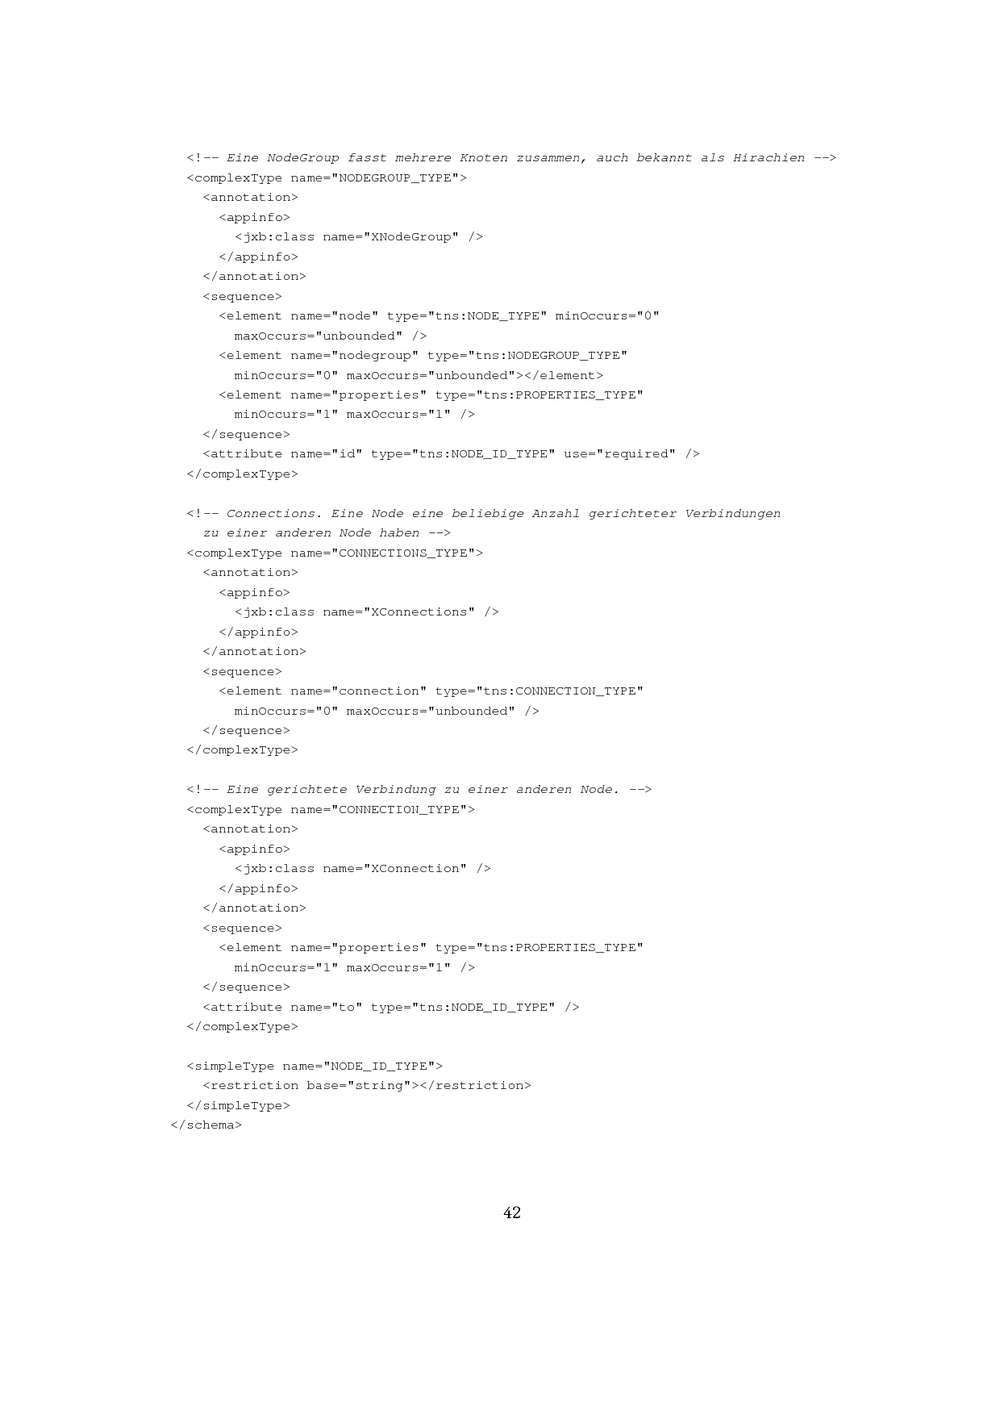 <!-- Eine NodeGroup fasst mehrere Knoten zusammen, auch bekannt als Hirachien -->
<complexType name="NODEGROUP_TYPE">
<annotation>
<appinfo>
<jxb:class name="XNodeGroup" />
</appinfo>
</annotation>
<sequence>
<element name="node" type="tns:NODE_TYPE" minOccurs="0"
maxOccurs="unbounded" />
<element name="nodegroup" type="tns:NODEGROUP_TYPE"
minOccurs="0" maxOccurs="unbounded"></element>
<element name="properties" type="tns:PROPERTIES_TYPE"
minOccurs="1" maxOccurs="1" />
</sequence>
<attribute name="id" type="tns:NODE_ID_TYPE" use="required" />
</complexType>
<!-- Connections. Eine Node eine beliebige Anzahl gerichteter Verbindungen
zu einer anderen Node haben -->
<complexType name="CONNECTIONS_TYPE">
<annotation>
<appinfo>
<jxb:class name="XConnections" />
</appinfo>
</annotation>
<sequence>
<element name="connection" type="tns:CONNECTION_TYPE"
minOccurs="0" maxOccurs="unbounded" />
</sequence>
</complexType>
<!-- Eine gerichtete Verbindung zu einer anderen Node. -->
<complexType name="CONNECTION_TYPE">
<annotation>
<appinfo>
<jxb:class name="XConnection" />
</appinfo>
</annotation>
<sequence>
<element name="properties" type="tns:PROPERTIES_TYPE"
minOccurs="1" maxOccurs="1" />
</sequence>
<attribute name="to" type="tns:NODE_ID_TYPE" />
</complexType>
<simpleType name="NODE_ID_TYPE">
<restriction base="string"></restriction>
</simpleType>
</schema>
42